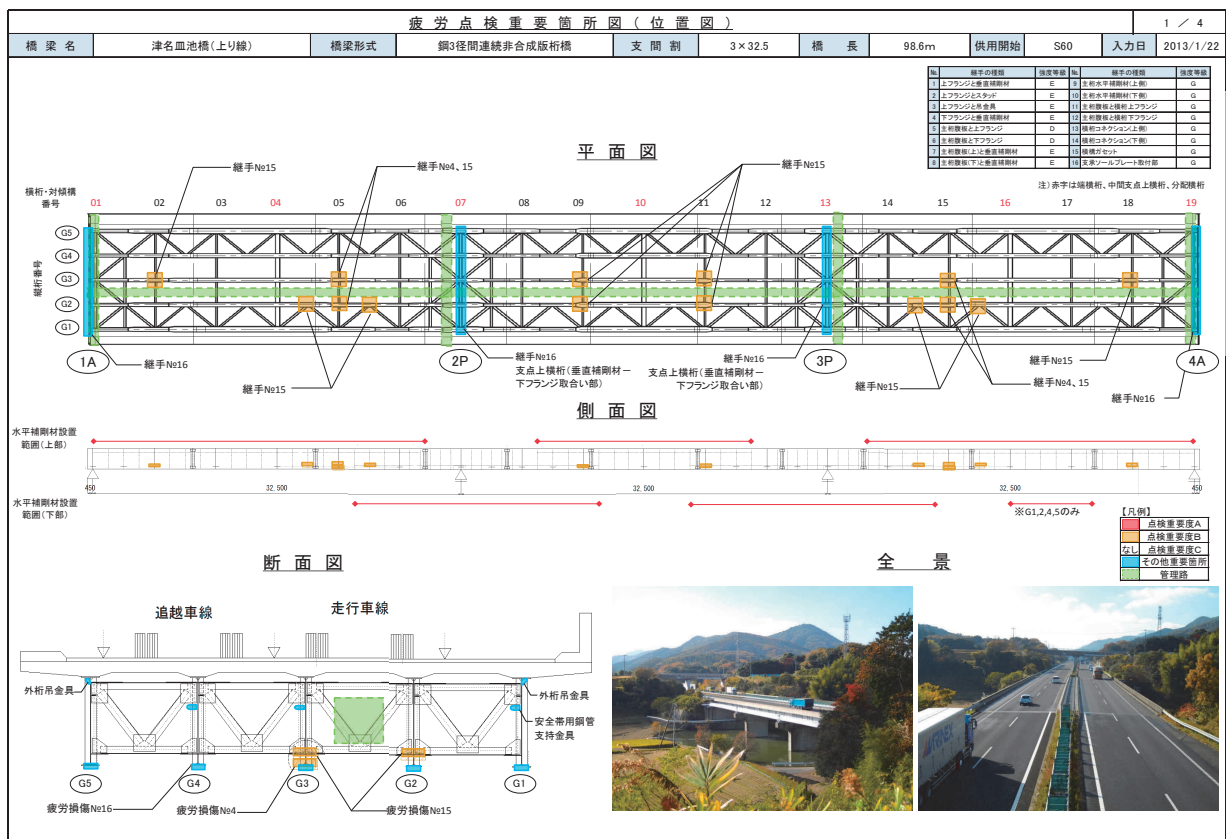 疲労点検重要箇所図(位置図)
1 / 4
橋梁名 津名皿池橋(上り線) 橋梁形式 鋼3径間連続非合成版桁橋 支間割 3×32.5 橋長 98.6m 供用開始 S60 入力日 2013/1/22
№ 継手の種類 強度等級 № 継手の種類 強度等級
1 上フランジと垂直補剛材 E 9 主桁水平補剛材(上側) G
2 上フランジとスタッド E 10 主桁水平補剛材(下側) G
3 上フランジと吊金具 E 11 主桁腹板と横桁上フランジ G
4 下フランジと垂直補剛材 E 12 主桁腹板と横桁下フランジ G
5 主桁腹板と上フランジ D 13 横桁コネクション(上側) G
6 主桁腹板と下フランジ D 14 横桁コネクション(下側) G
7 主桁腹板(上)と垂直補剛材 E 15 横構ガセット G
8 主桁腹板(下)と垂直補剛材 E 16 支承ソールプレート取付部 G
平面図
継手№15
継手№4、15
継手№15
注)赤字は端横桁、中間支点上横桁、分配横桁
横桁・対傾構
番号
01 02 03 04 05 06 07 08 09 10 11 12 13 14 15 16 17 18 19
縦桁番号
G5
G4
G3
G2
G1
1A
2P
3P
4A
継手№16
継手№15
継手№16
支点上横桁(垂直補剛材ー
下フランジ取合い部)
継手№16
支点上横桁(垂直補剛材ー
下フランジ取合い部)
継手№15
継手№15
継手№4、15
継手№16
側面図
水平補剛材設置
範囲(上部)
450 32,500 32,500 32,500 450
水平補剛材設置
範囲(下部)
※G1,2,4,5のみ
【凡例】
点検重要度A
点検重要度B
なし 点検重要度C
その他重要箇所
管理路
断面図
全景
追越車線
走行車線
外桁吊金具
外桁吊金具
安全帯用鋼管
支持金具
G5
G4
G3
G2
G1
疲労損傷№16
疲労損傷№4
疲労損傷№15